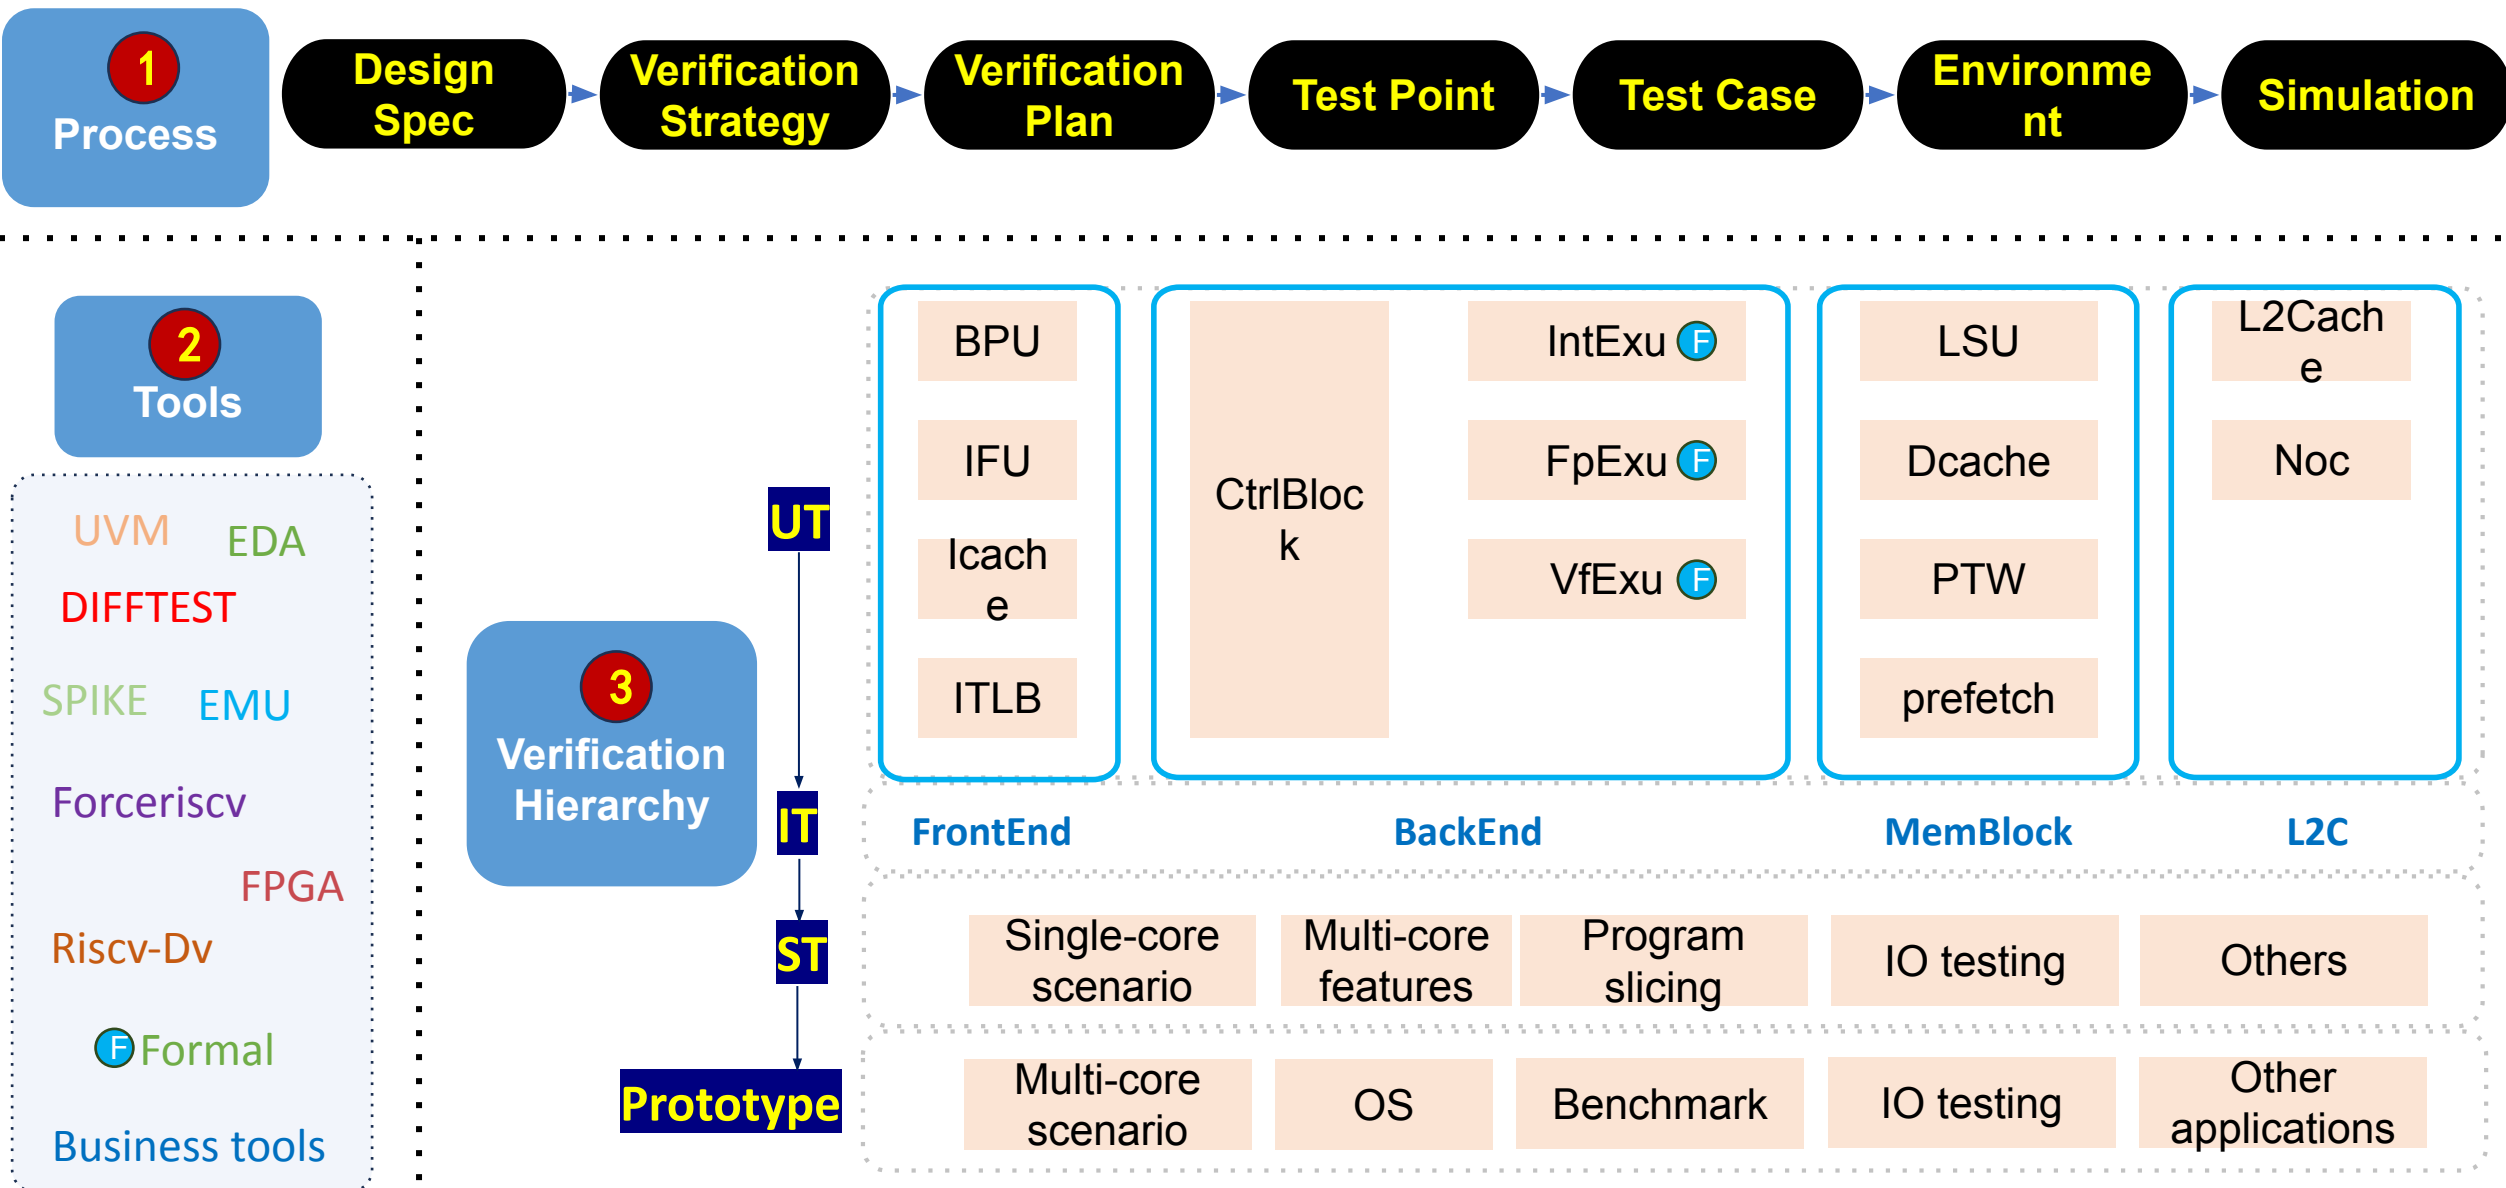 1
Process
Design
Spec
Verification
Strategy
Verification
Plan
Test Point
Test Case
Environme
nt
Simulation
2
Tools
UVM
EDA
DIFFTEST
SPIKE
EMU
Forceriscv
FPGA
Riscv-Dv
F Formal
Business tools
3
Verification
Hierarchy
UT
IT
ST
Prototype
BPU
IFU
Icach
e
ITLB
CtrlBloc
k
IntExu F
FpExu F
VfExu F
LSU
Dcache
PTW
prefetch
L2Cach
e
Noc
FrontEnd
BackEnd
MemBlock
L2C
Single-core
scenario
Multi-core
features
Program
slicing
IO testing
Others
Multi-core
scenario
OS
Benchmark
IO testing
Other
applications